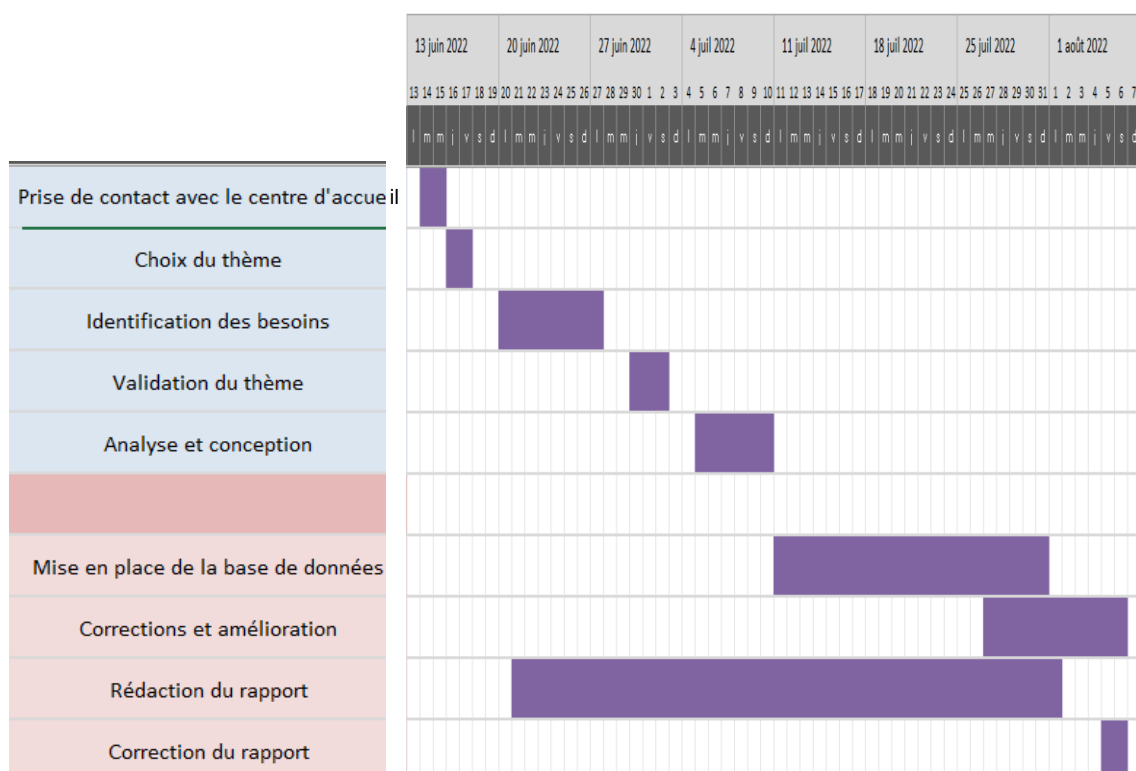 13 juin 2022 20 juin 2022 27 juin 2022 4 juil 2022 11 juil 2022 18 juil 2022 25 juil 2022 1 août 2022
13 14 15 16 17 18 19 20 21 22 23 24 25 26 27 28 29 30 1 2 3 4 5 6 7 8 9 10 11 12 13 14 15 16 17 18 19 20 21 22 23 24 25 26 27 28 29 30 31 1 2 3 4 5 6 7
l m m j v s d l m m j v s d l m m j v s d l m m j v s d l m m j v s d l m m j v s d l m m j v s d l m m j v s d
Prise de contact avec le centre d'accueil
Choix du thème
Identification des besoins
Validation du thème
Analyse et conception
Mise en place de la base de données
Corrections et amélioration
Rédaction du rapport
Correction du rapport